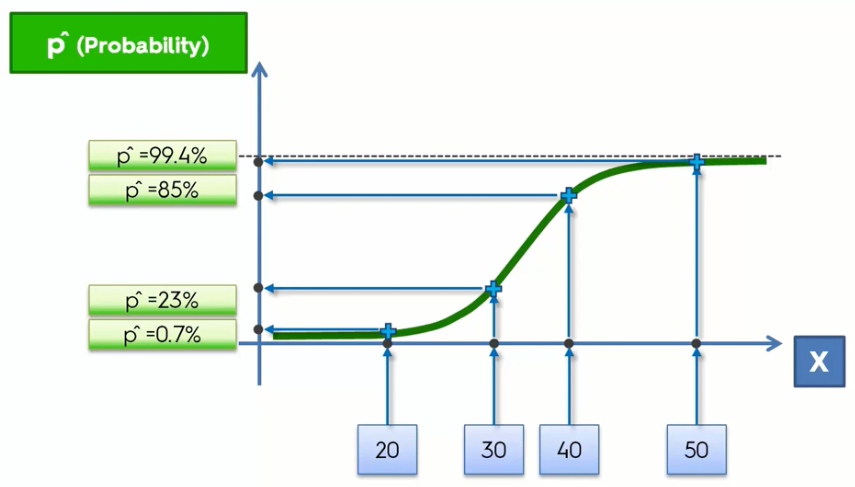 p^ (Probability)
p^ =99.4%
p^ =85%
p^ =23%
p^ =0.7%
X
20
30
40
50